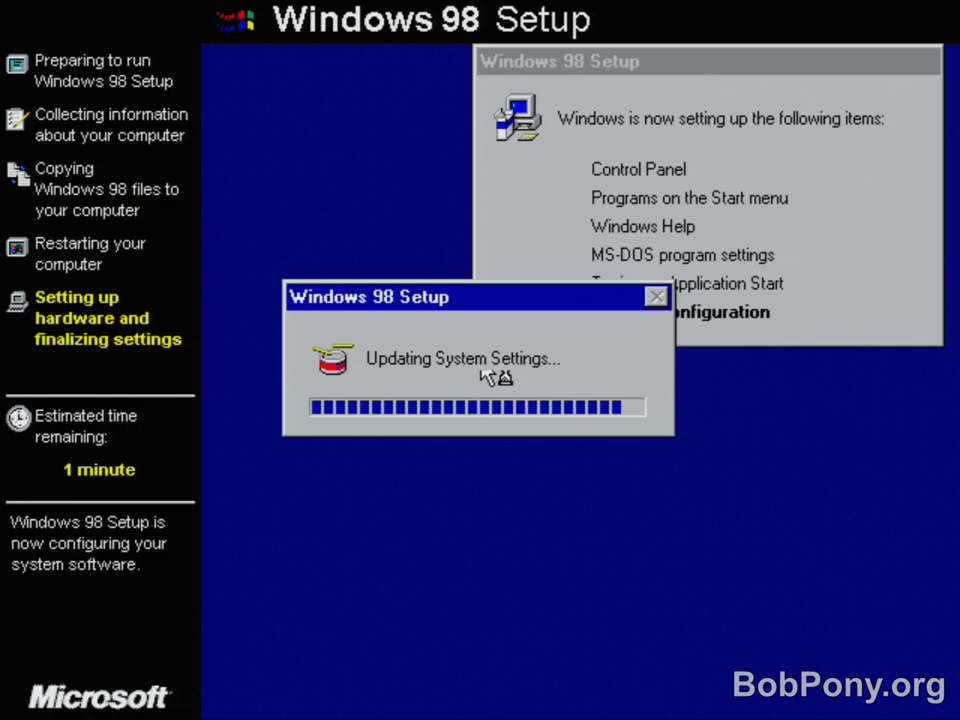 Windows 98 Setup
Preparing to run
Windows 98 Setup
Collecting information
about your computer
Copying
Windows 98 files to
your computer
Restarting your
computer
Setting up
hardware and
finalizing settings
Estimated time
remaining:
1 minute
Windows 98 Setup is
now configuring your
system software.
Microsoft
Windows 98 Setup
Windows is now setting up the following items:
Control Panel
Programs on the Start menu
Windows Help
MS-DOS program settings
Application Start
Windows 98 Setup
Updating System Settings...
BobPony.org